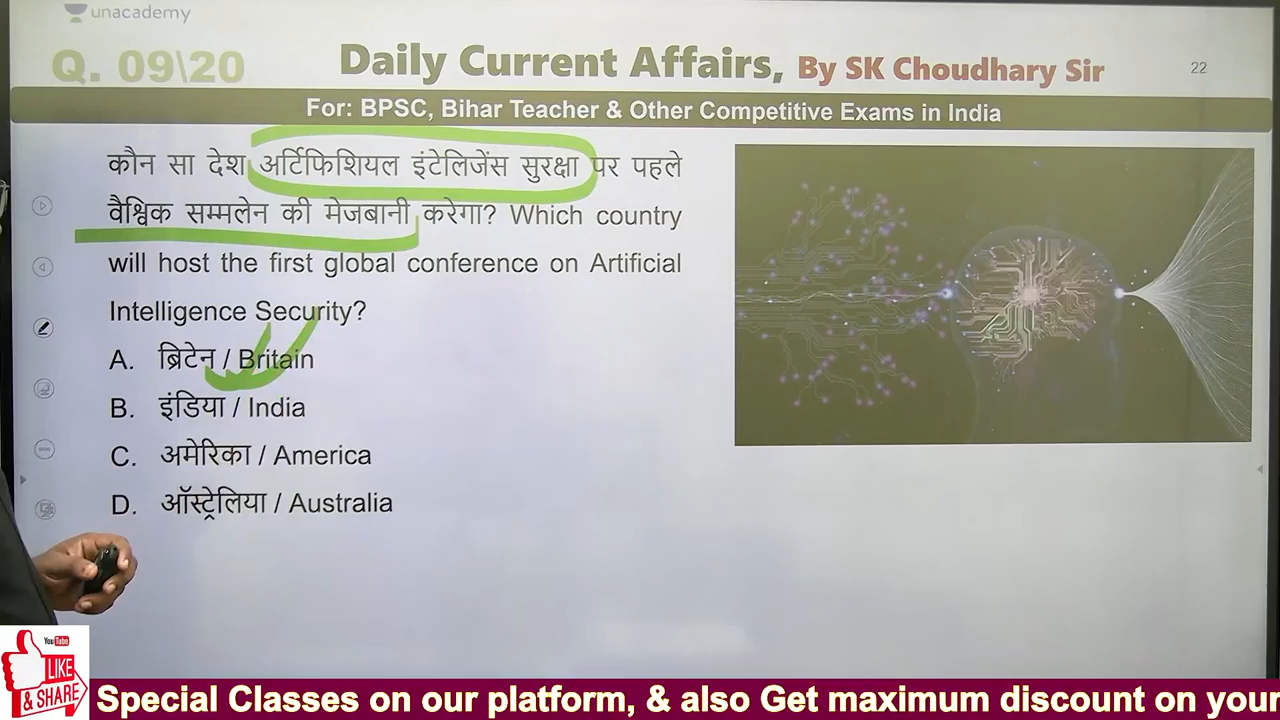 unacademy
Q. 09\20
Daily Current Affairs, By SK Choudhary Sir
22
For: BPSC, Bihar Teacher & Other Competitive Exams in India
कौन सा देश अर्टिफिशियल इंटेलिजेंस सुरक्षा पर पहले
वैश्विक सम्मलेन की मेजबानी करेगा? Which country
will host the first global conference on Artificial
Intelligence Security?
A. ब्रिटेन / Britain
B. इंडिया / India
C. अमेरिका / America
D. ऑस्ट्रेलिया / Australia
YouTube
LIKE
& SHARE
Special Classes on our platform, & also Get maximum discount on your